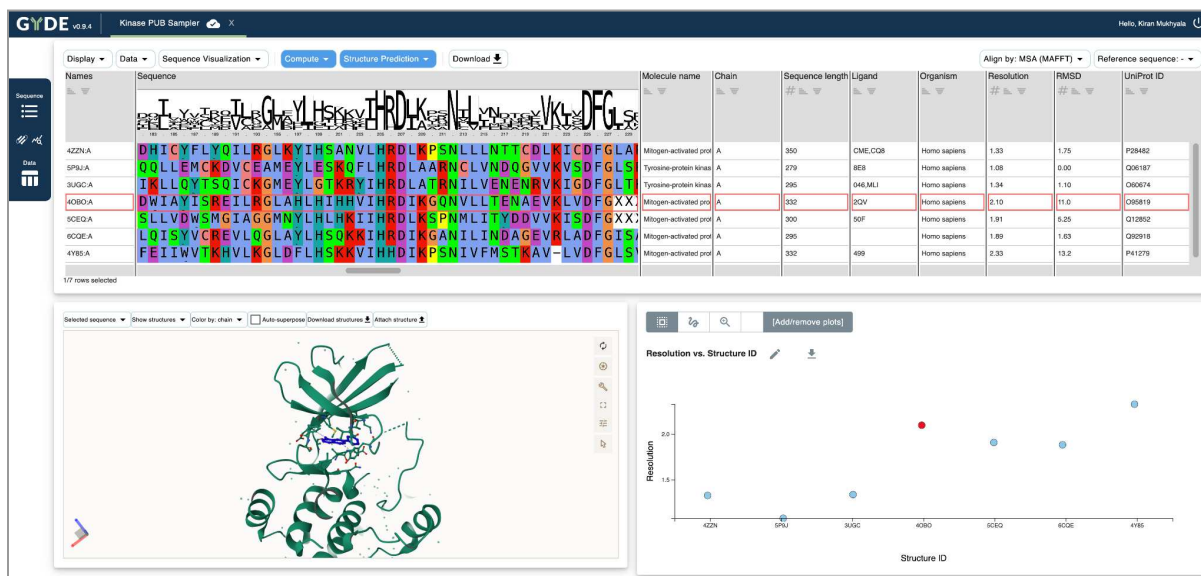 GYDE v0.9.4 Kinase PUB Sampler X Hello, Kiran Mukhyala
Display Data Sequence Visualization Compute Structure Prediction Download Align by: MSA (MAFFT) Reference sequence: -
Names Sequence Molecule name Chain Sequence length Ligand Organism Resolution RMSD UniProt ID
Sequence
Data
4ZZN:A DHICYFLYQILRGLKYIHSANVLHRDLKPSNLLLNTTCDLKICDFGLA Mitogen-activated prot A 350 CME,CQ8 Homo sapiens 1.33 1.75 P28482
5P9J:A QQLLEMCKDVCEAMEYLESKQFLHRDLAARNCLVNDQGVVKVSDFGLS Tyrosine-protein kinas A 279 8E8 Homo sapiens 1.08 0.00 Q06187
3UGC:A IKLLQYTSQICKGMEYLGTKRYIHRDLATRNILVENENRVKIGDFGLT Tyrosine-protein kinas A 295 046,MLI Homo sapiens 1.34 1.10 O60674
4OBO:A DWIAYISREILRGLAHLHIHHVIHRDIKGQNVLLTENAEVKLVDFGXX Mitogen-activated pro A 332 2QV Homo sapiens 2.10 11.0 O95819
5CEQ:A SLLVDWSMGIAGGMNYLHLHKIIHRDLKSPNMLITYDDVVKISDFGXX Mitogen-activated prot A 300 50F Homo sapiens 1.91 5.25 Q12852
6CQE:A LQISYVCREVLQGLAYLHSQKKIHRDIKGANILINDAGEVRLADFGIS Mitogen-activated prot A 295 Homo sapiens 1.89 1.63 Q92918
4Y85:A FEIIWVTKHVLKGLDFLHSKKVIHHDIKPSNIVFMSTKAV-LVDFGLS Mitogen-activated prot A 332 499 Homo sapiens 2.33 13.2 P41279
1/7 rows selected
Selected sequence Show structures Color by: chain Auto-superpose Download structures Attach structure
[Add/remove plots]
Resolution vs. Structure ID
Resolution
2.0
1.5
4ZZN 5P9J 3UGC 4OBO 5CEQ 6CQE 4Y85
Structure ID